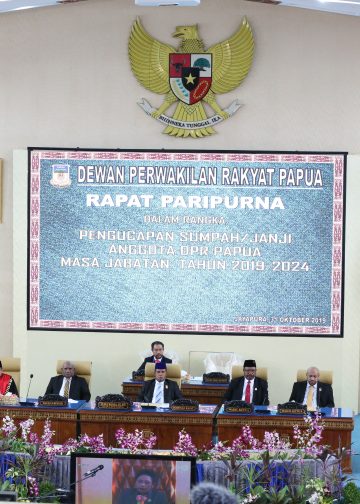 BHINNEKA TUNGGAL IKA
DEWAN PERWAKILAN RAKYAT PAPUA
RAPAT PARIPURNA
DALAM RANGKA
PENGUCAPAN SUMPAH/JANJI
ANGGOTA DPR PAPUA
MASA JABATAN TAHUN 2019-2024
JAYAPURA, 31 OKTOBER 2019